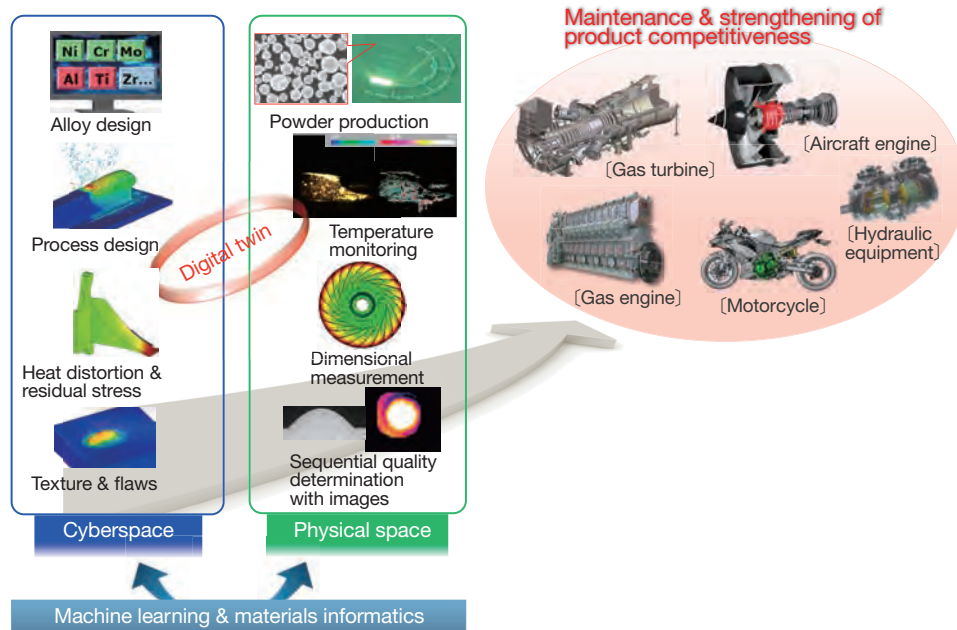 Ni Cr Mo
Al Ti Zr...
Alloy design
Process design
Heat distortion &
residual stress
Texture & flaws
Cyberspace
Digital twin
Powder production
Temperature
monitoring
Dimensional
measurement
Sequential quality
determination
with images
Physical space
Machine learning & materials informatics
Maintenance & strengthening of
product competitiveness
〔Gas turbine〕
〔Aircraft engine〕
〔Hydraulic
equipment〕
〔Gas engine〕
〔Motorcycle〕